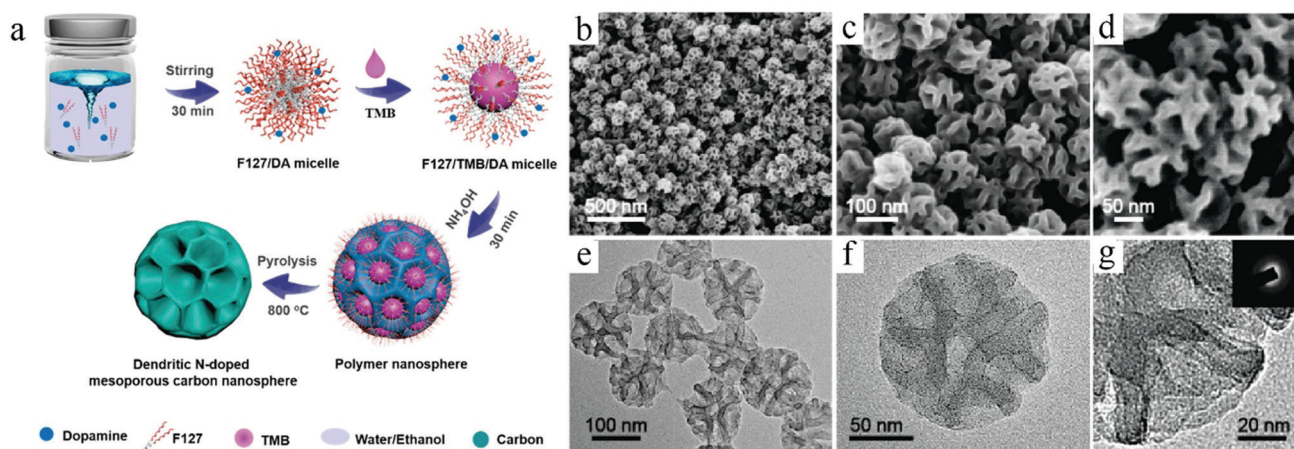 a
Stirring
30 min
TMB
F127/DA micelle
F127/TMB/DA micelle
NH₄OH
30 min
Pyrolysis
800 ºC
Dendritic N-doped
mesoporous carbon nanosphere
Polymer nanosphere
Dopamine
F127
TMB
Water/Ethanol
Carbon
b
500 nm
c
100 nm
d
50 nm
e
100 nm
f
50 nm
g
20 nm